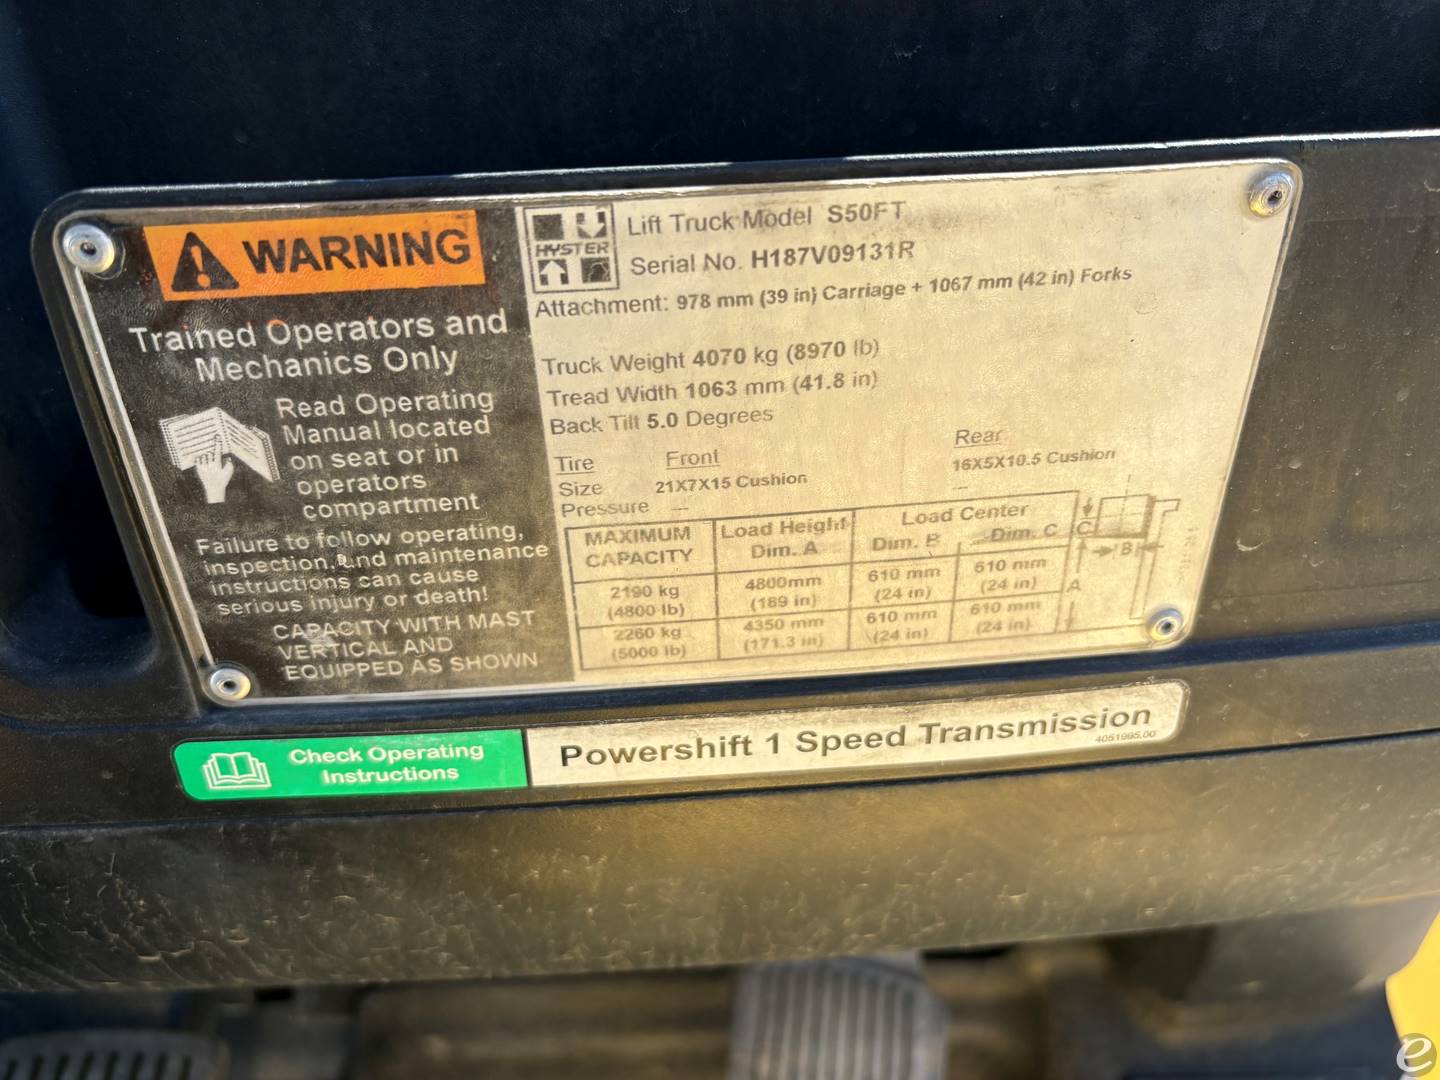 WARNING
Trained Operators and
Mechanics Only
Read Operating
Manual located
on seat or in
operators
compartment
Failure to follow operating,
inspection, and maintenance
instructions can cause
serious injury or death!
CAPACITY WITH MAST
VERTICAL AND
EQUIPPED AS SHOWN
HYSTER
Lift Truck Model S50FT
Serial No. H187V09131R
Attachment: 978 mm (39 in) Carriage + 1067 mm (42 in) Forks
Truck Weight 4070 kg (8970 lb)
Tread Width 1063 mm (41.8 in)
Back Tilt 5.0 Degrees
Tire Front Rear
Size 21X7X15 Cushion 16X5X10.5 Cushion
Pressure --- ---
MAXIMUM CAPACITY Load Height Dim. A Load Center Dim. B Dim. C
2190 kg (4800 lb) 4800mm (189 in) 610 mm (24 in) 610 mm (24 in)
2260 kg (5000 lb) 4350 mm (171.3 in) 610 mm (24 in) 610 mm (24 in)
C
B
A
Check Operating
Instructions
Powershift 1 Speed Transmission
4051995.00
e